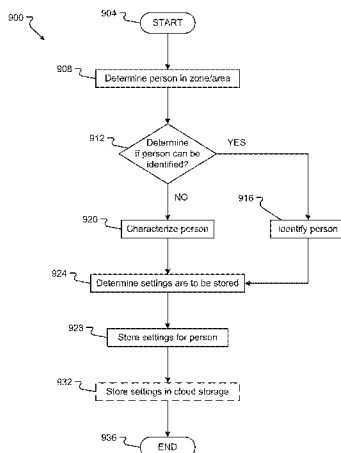 900
904
START
908
Determine person in zone/area
912
Determine
if person can be
identified?
YES
NO
916
920
Characterize person
Identify person
924
Determine settings are to be stored
923
Store settings for person
932
Store settings in cloud storage
936
END